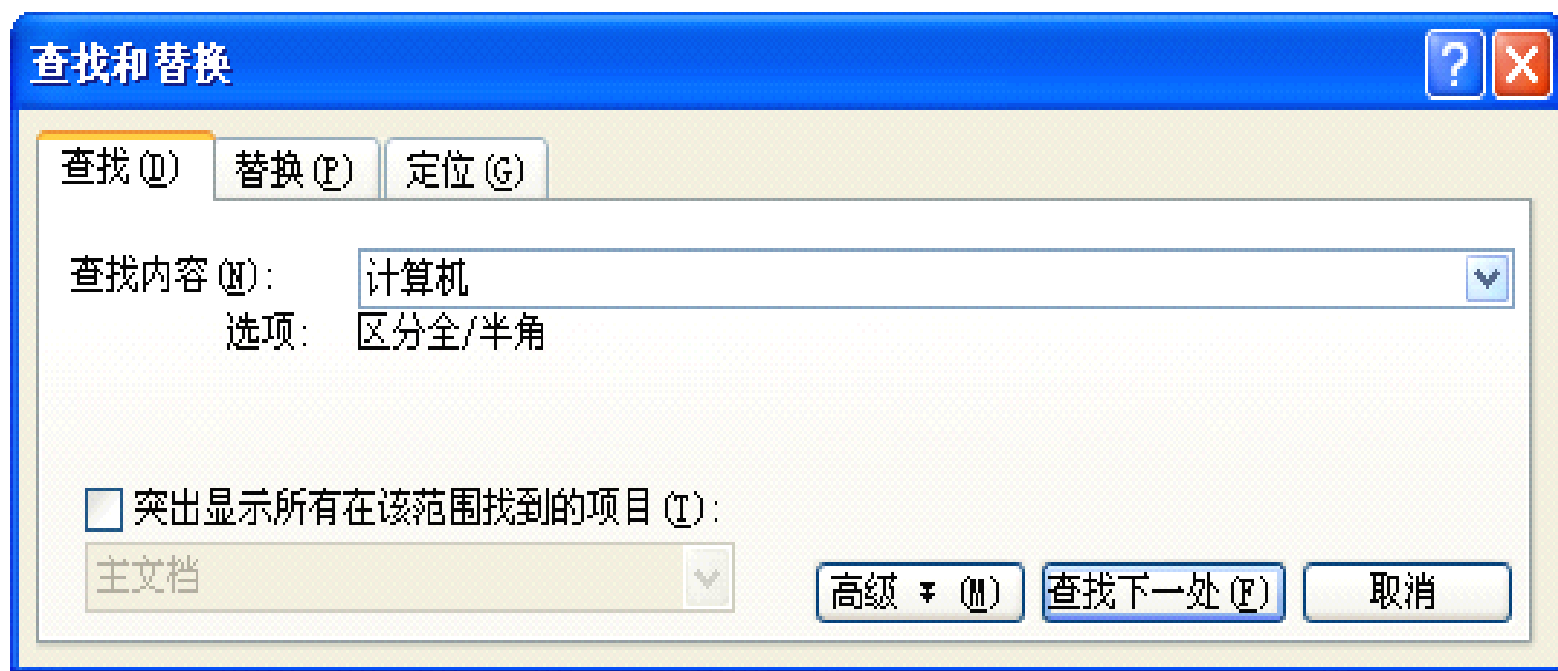 查找和替换
查找(D) 替换(P) 定位(G)
查找内容(N): 计算机
选项: 区分全/半角
突出显示所有在该范围找到的项目(T):
主文档
高级 (M) 查找下一处(F) 取消